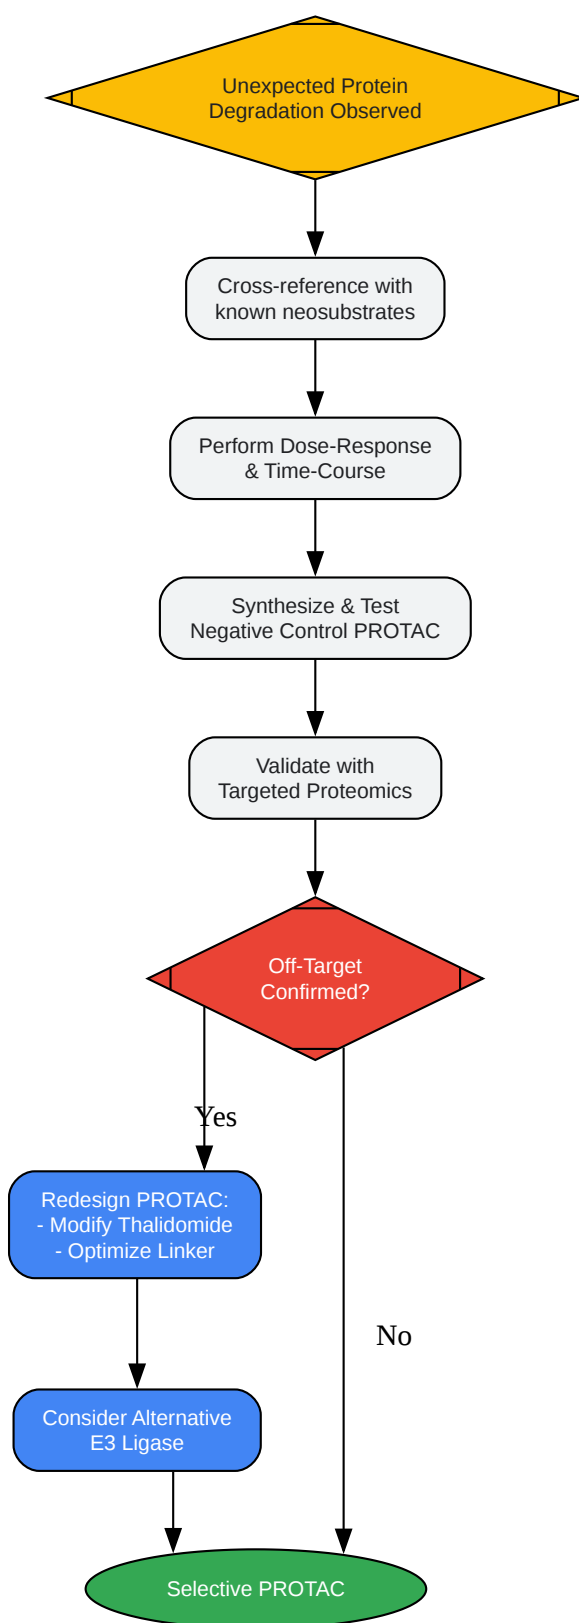 Unexpected Protein
Degradation Observed
Cross-reference with
known neosubstrates
Perform Dose-Response
& Time-Course
Synthesize & Test
Negative Control PROTAC
Validate with
Targeted Proteomics
Off-Target
Confirmed?
Yes
Redesign PROTAC:
- Modify Thalidomide
- Optimize Linker
No
Consider Alternative
E3 Ligase
Selective PROTAC